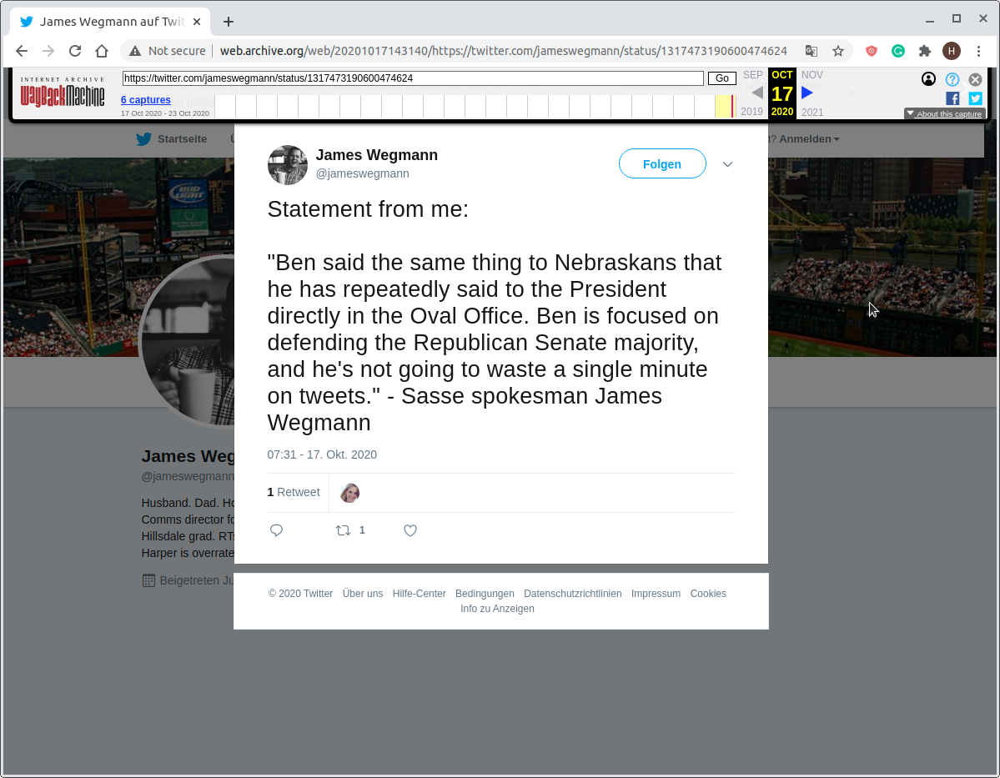 James Wegmann auf Twit
Not secure
web.archive.org/web/20201017143140/https://twitter.com/jameswegmann/status/1317473190600474624
H
INTERNET ARCHIVE
WayBackMachine
https://twitter.com/jameswegmann/status/1317473190600474624
Go
SEP
OCT
NOV
6 captures
17
17 Oct 2020 - 23 Oct 2020
2019
2020
2021
About this capture
Startseite
Anmelden
BUD LIGHT
James Wegmann
@jameswegmann
Folgen
Statement from me:
"Ben said the same thing to Nebraskans that
he has repeatedly said to the President
directly in the Oval Office. Ben is focused on
defending the Republican Senate majority,
and he's not going to waste a single minute
on tweets." - Sasse spokesman James
Wegmann
07:31 - 17. Okt. 2020
1 Retweet
1
James Weg
@jameswegmann
Husband. Dad. Ho
Comms director fo
Hillsdale grad. RTs
Harper is overrate
Beigetreten Ju
© 2020 Twitter Über uns Hilfe-Center Bedingungen Datenschutzrichtlinien Impressum Cookies
Info zu Anzeigen